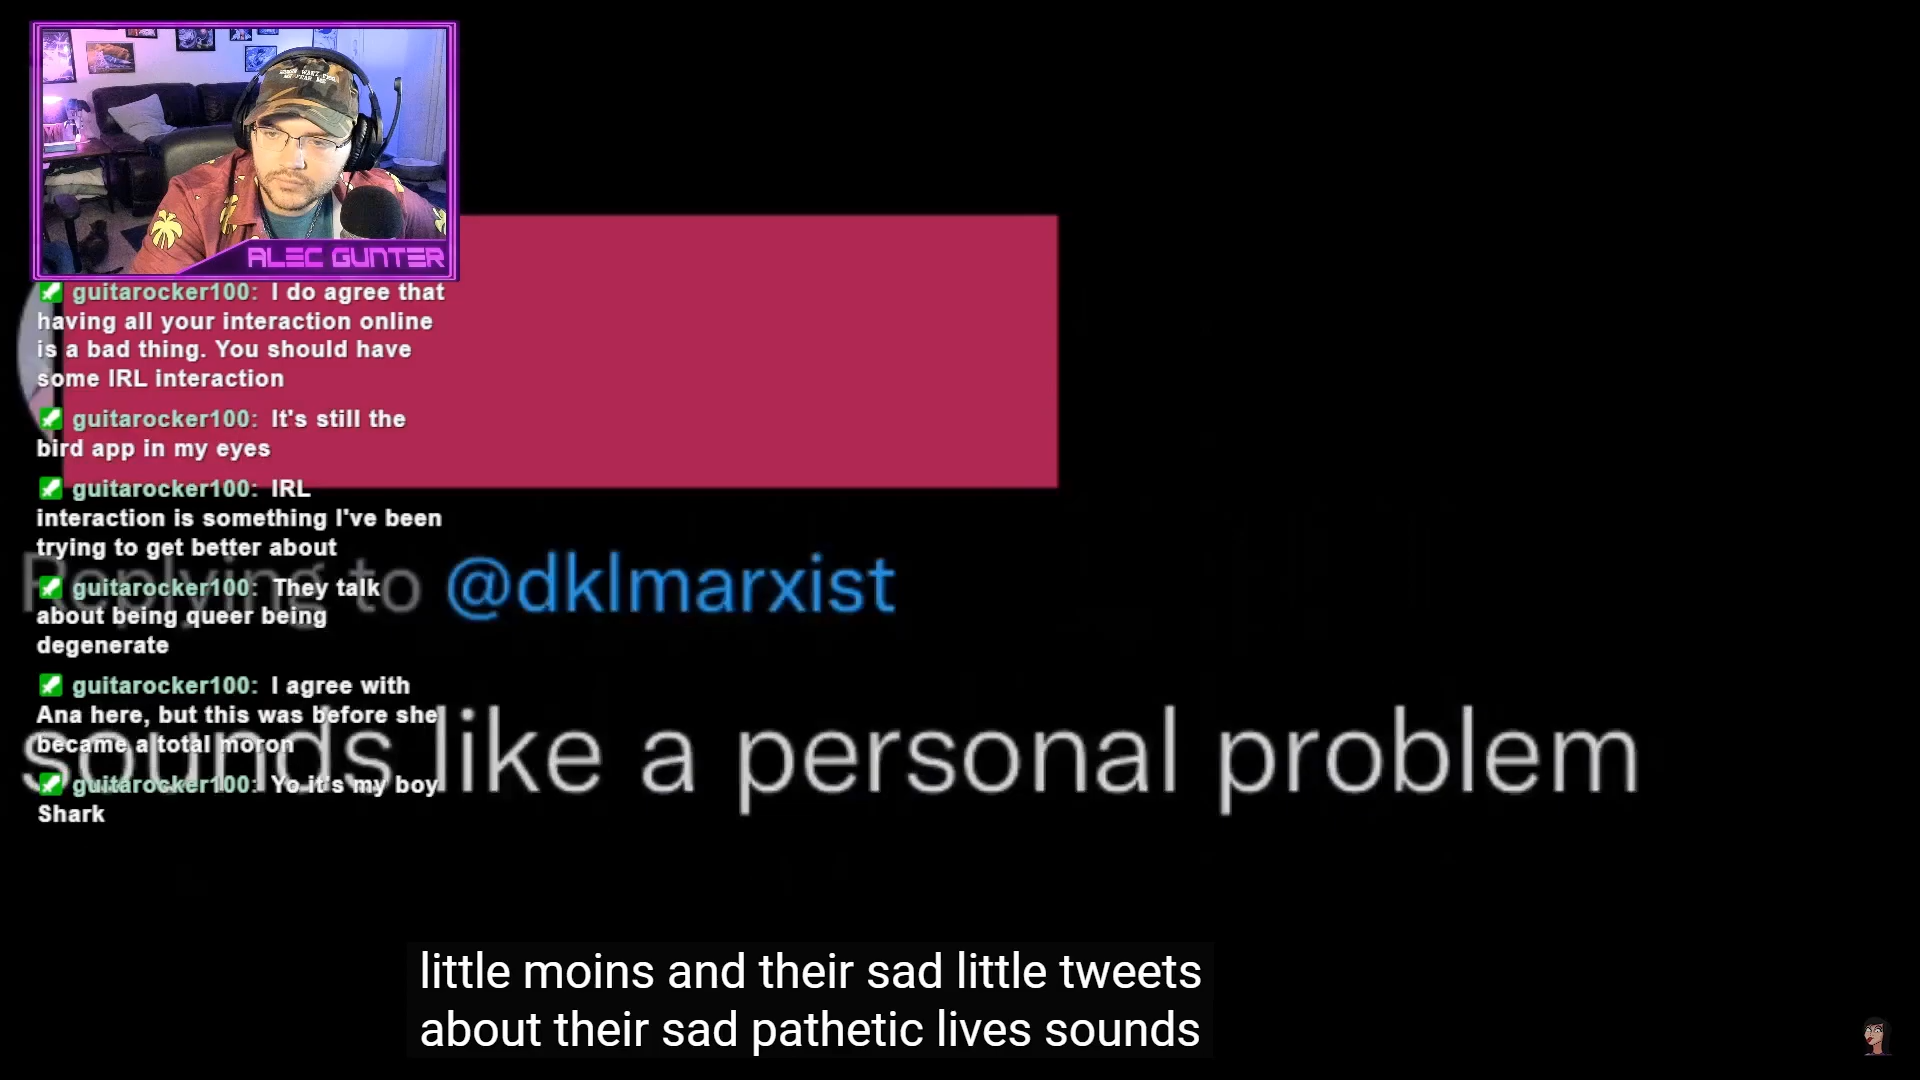 ALEC GUNTER
guitarocker100: I do agree that
having all your interaction online
is a bad thing. You should have
some IRL interaction
guitarocker100: It's still the
bird app in my eyes
guitarocker100: IRL
interaction is something I've been
trying to get better about
guitarocker100: They talk
about being queer being
degenerate
guitarocker100: I agree with
Ana here, but this was before she
became a total moron
guitarocker100: Yo it's my boy
Shark
Replying to @dklmarxist
sounds like a personal problem
little moins and their sad little tweets
about their sad pathetic lives sounds